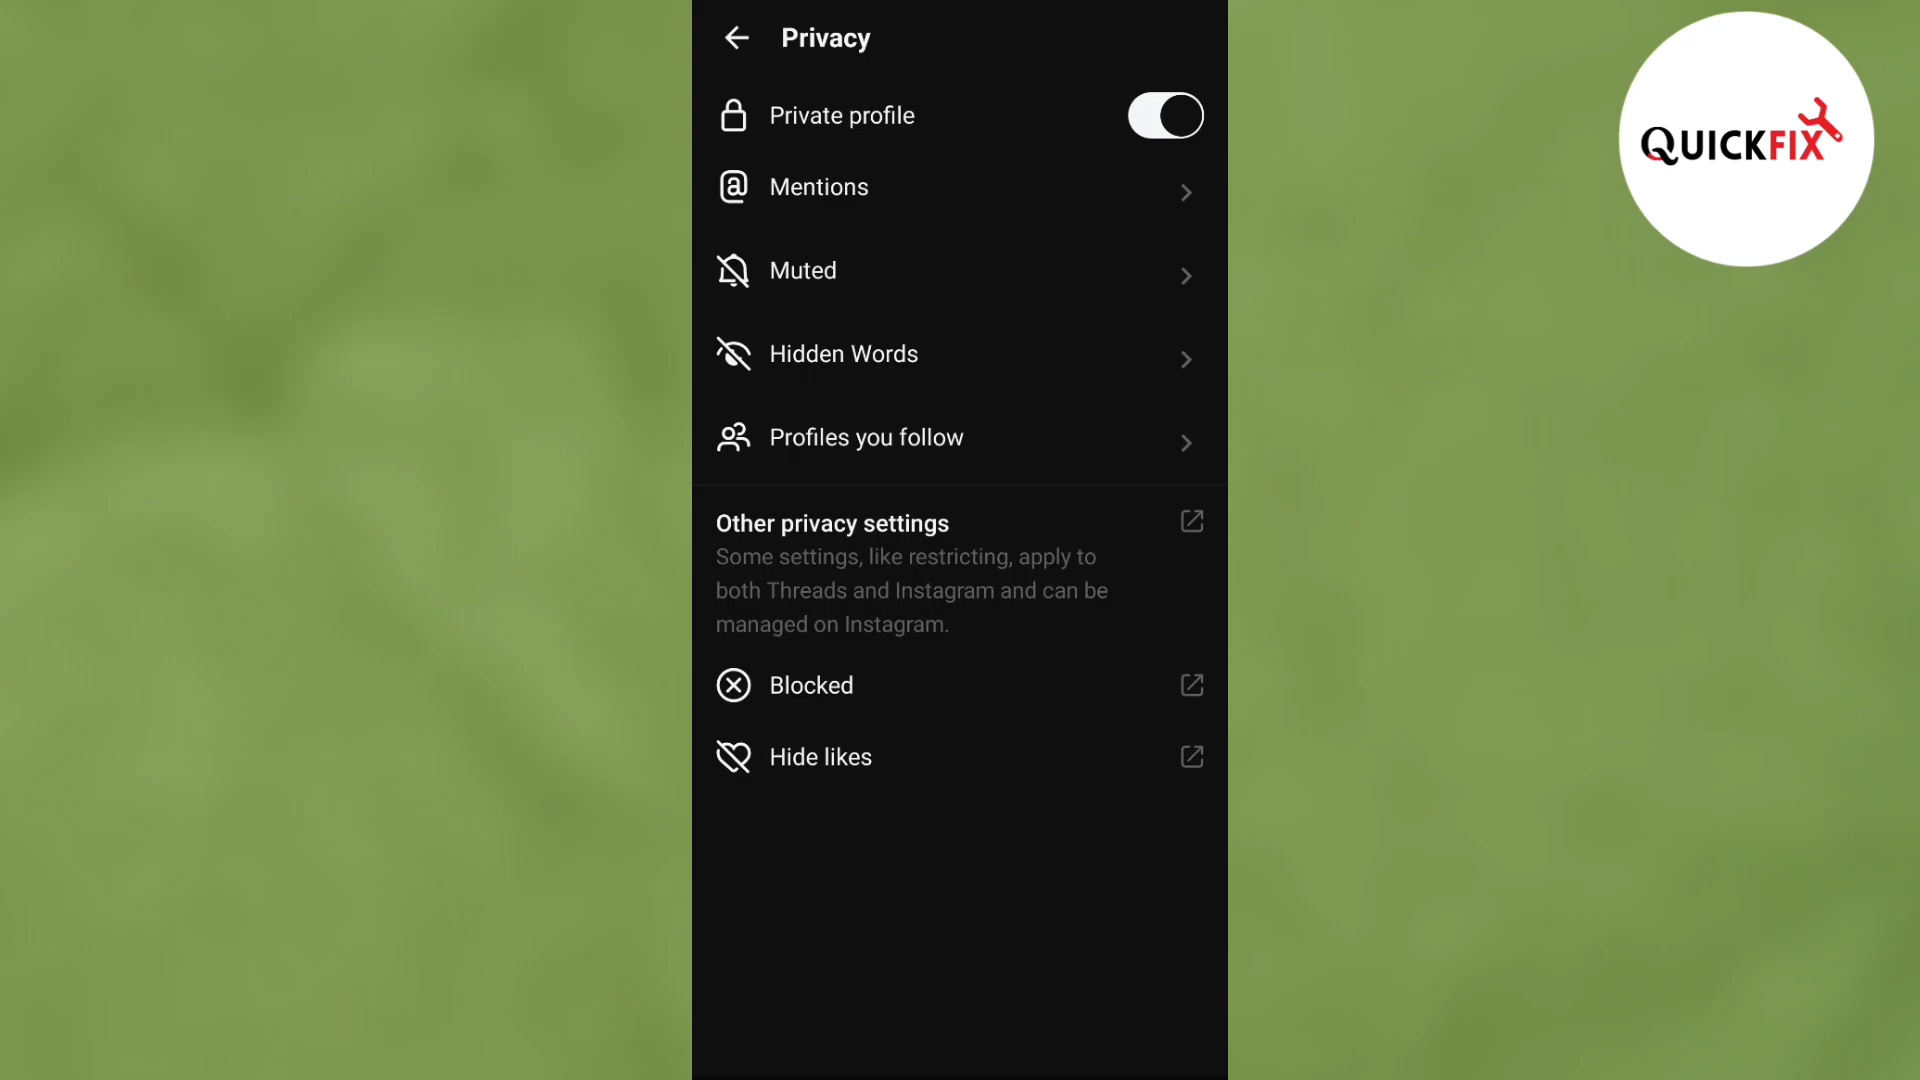 Privacy
Private profile
Mentions
Muted
Hidden Words
Profiles you follow
Other privacy settings
Some settings, like restricting, apply to
both Threads and Instagram and can be
managed on Instagram.
Blocked
Hide likes
QUICKFIX